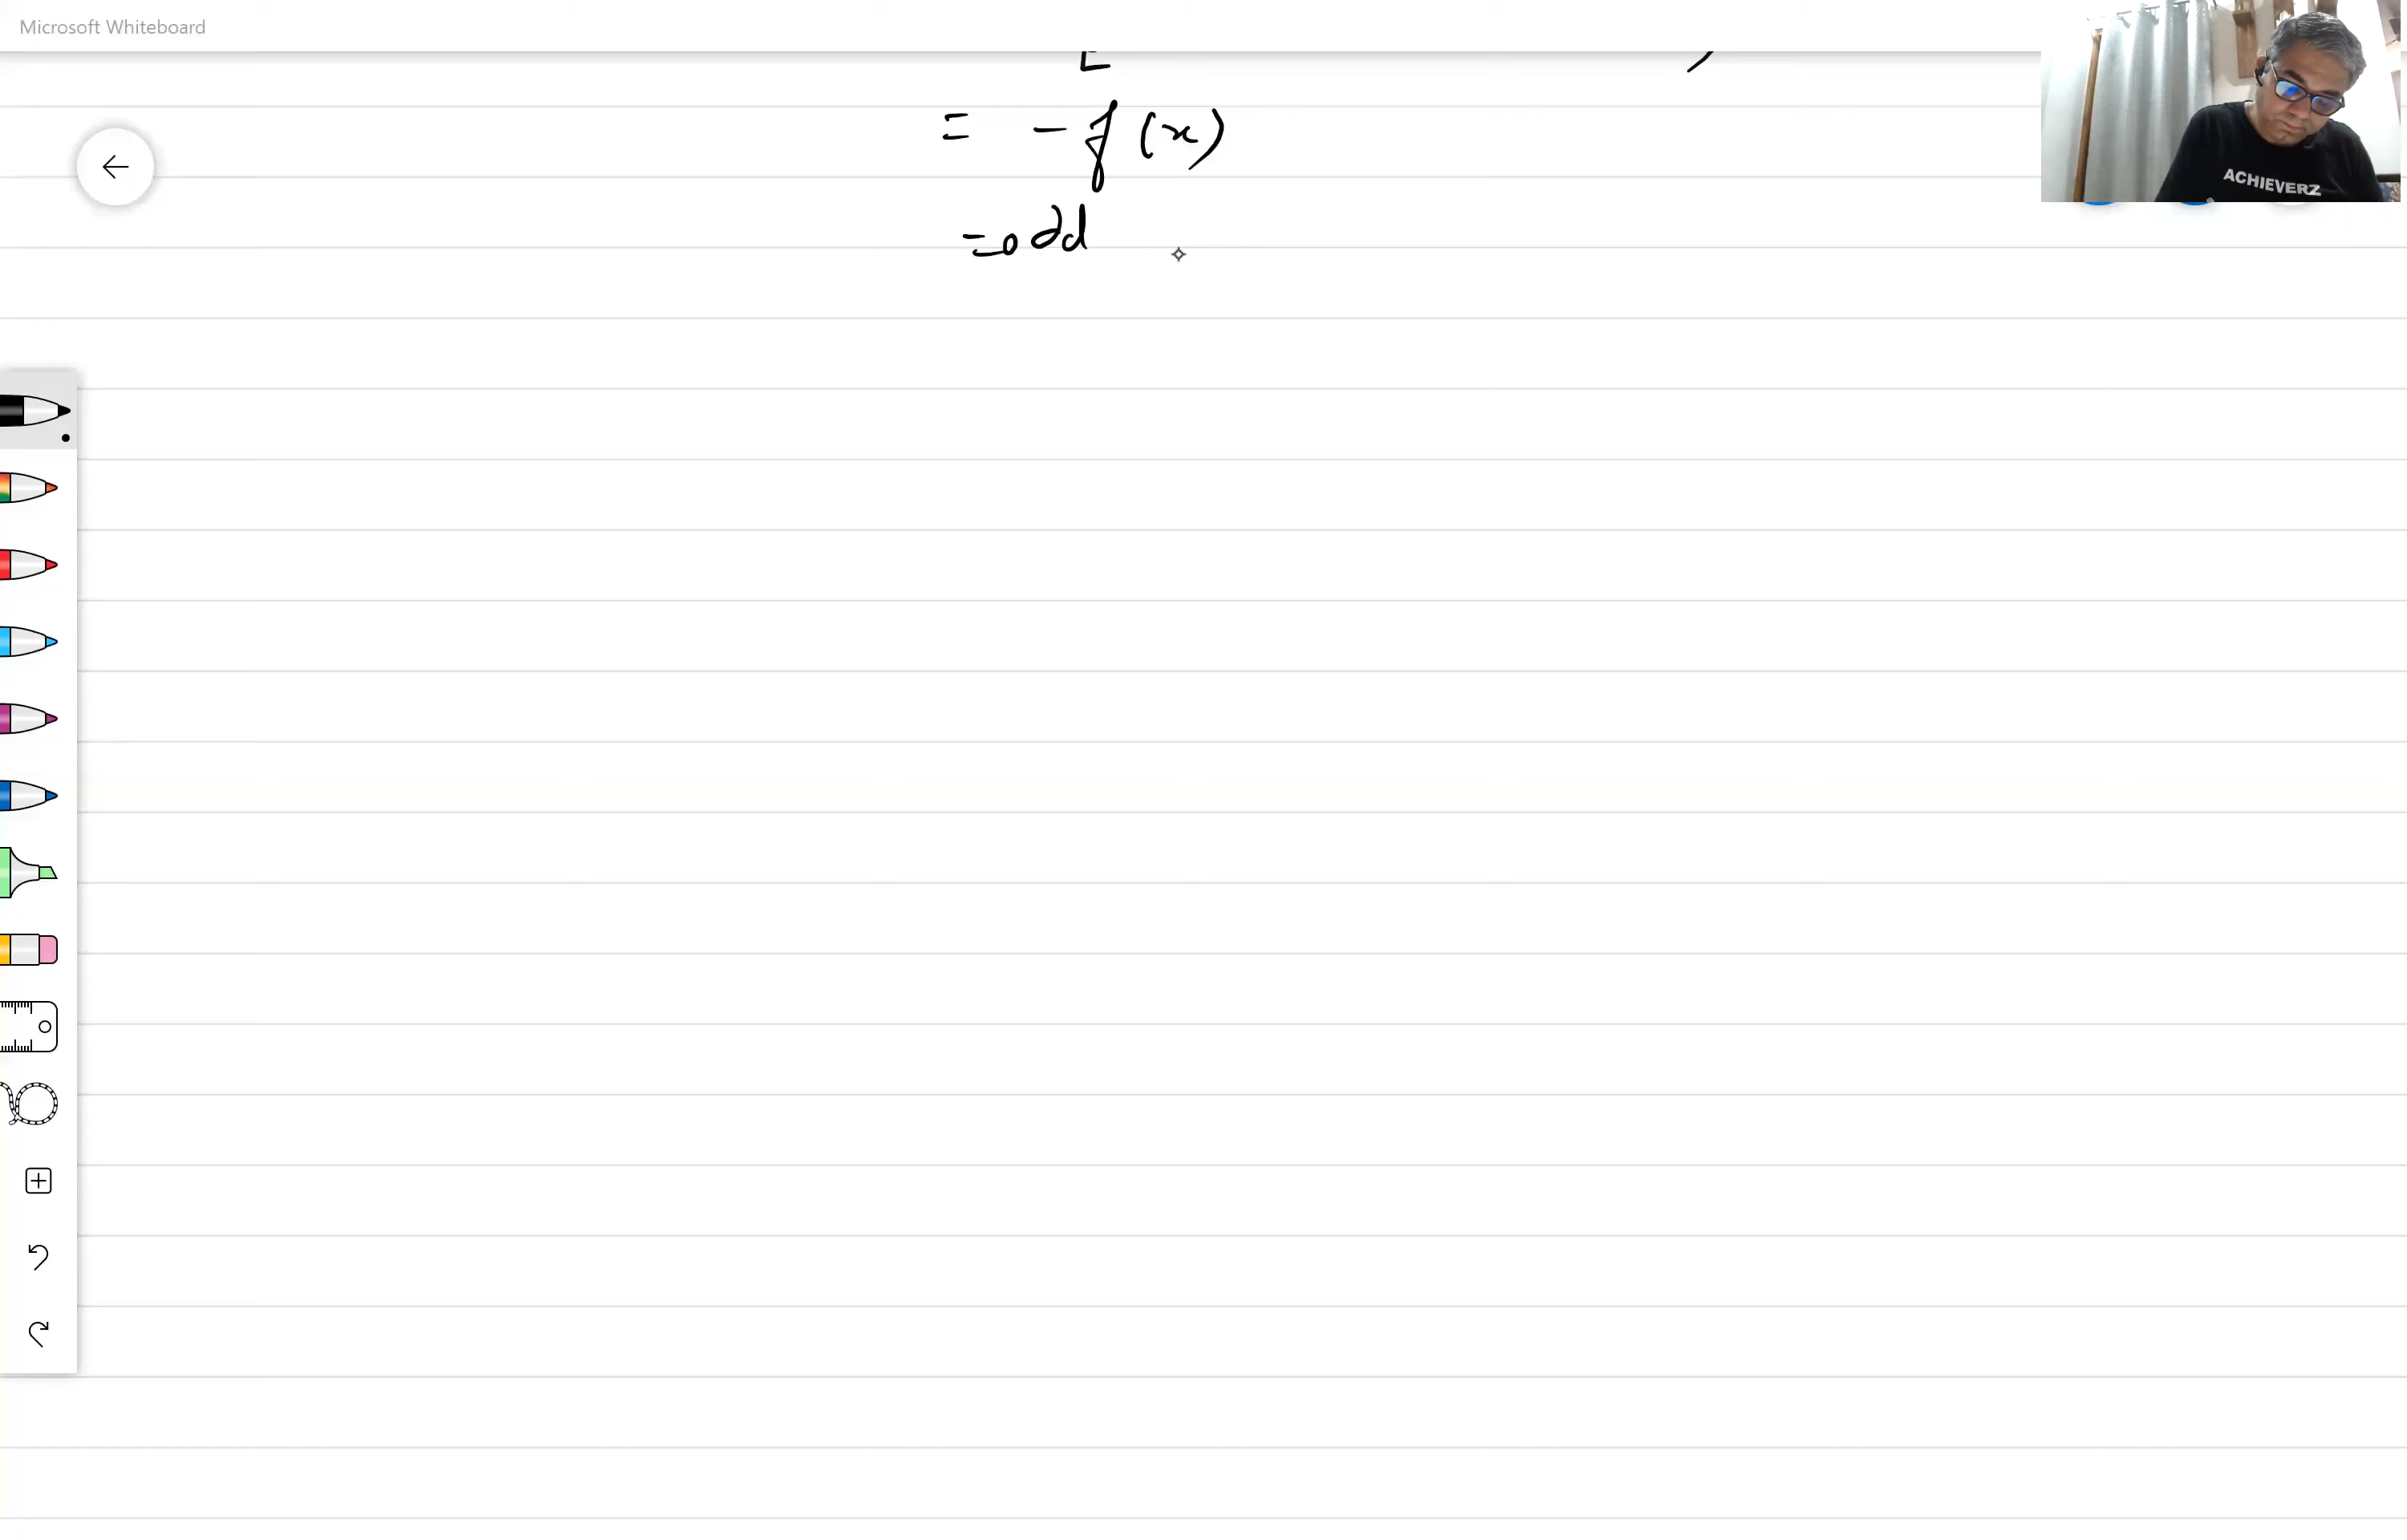 Microsoft Whiteboard
= - f(x)
= odd
ACHIEVERZ